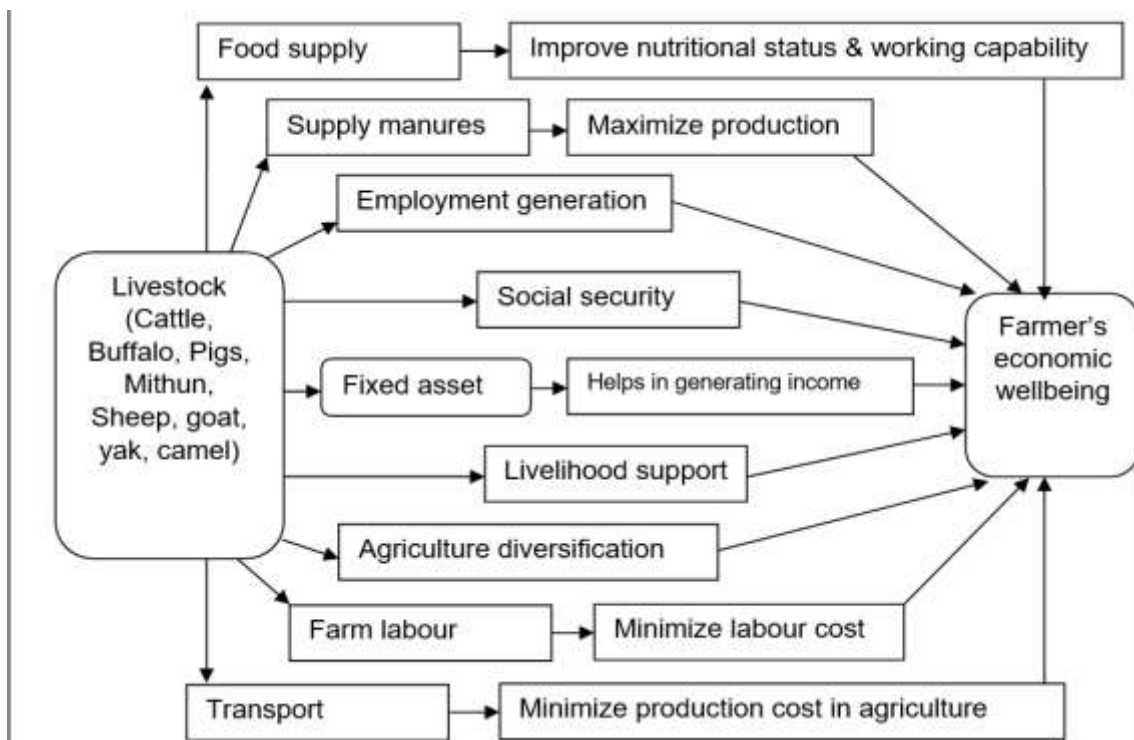 Food supply
Improve nutritional status & working capability
Supply manures
Maximize production
Employment generation
Livestock
(Cattle,
Buffalo, Pigs,
Mithun,
Sheep, goat,
yak, camel)
Social security
Fixed asset
Helps in generating income
Livelihood support
Agriculture diversification
Farm labour
Minimize labour cost
Transport
Minimize production cost in agriculture
Farmer's
economic
wellbeing